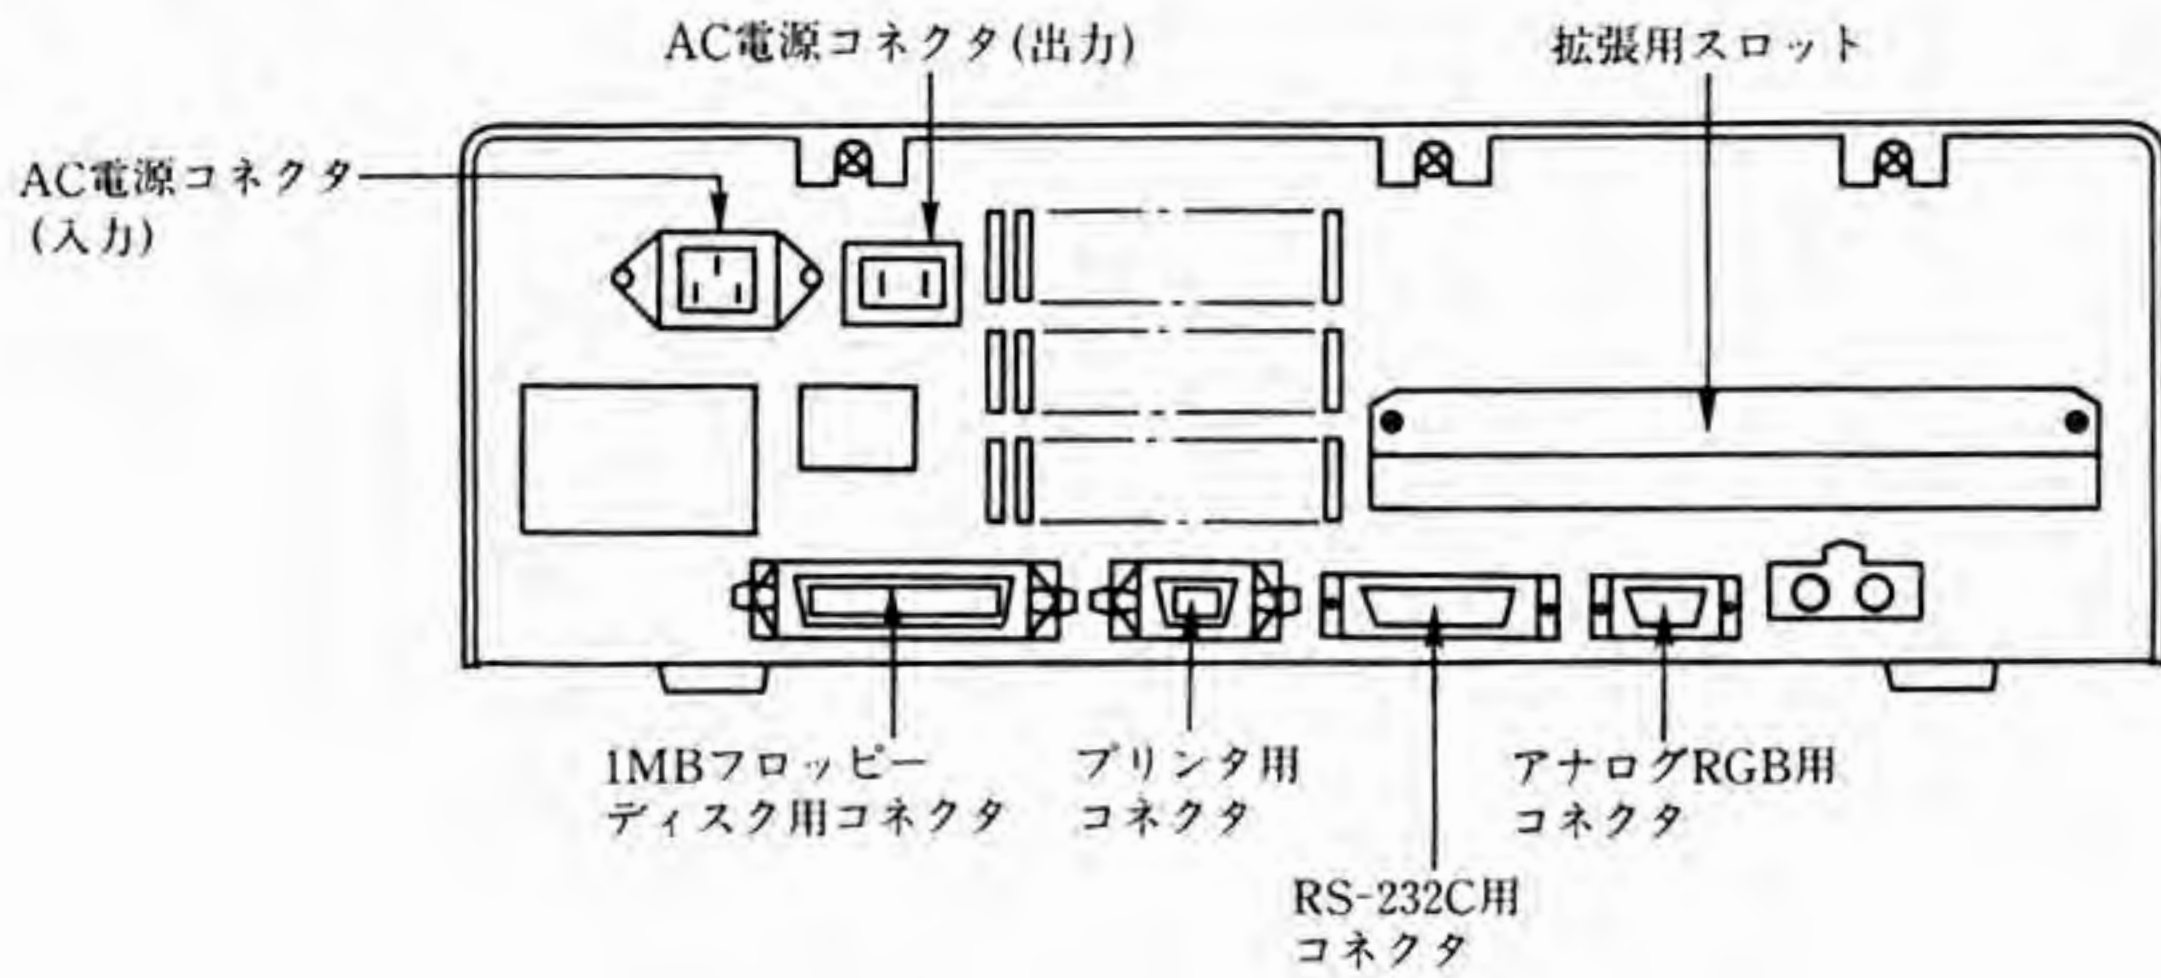 AC電源コネクタ(出力)
拡張用スロット
AC電源コネクタ
(入力)
1MBフロッピー
ディスク用コネクタ
プリンタ用
コネクタ
アナログRGB用
コネクタ
RS-232C用
コネクタ